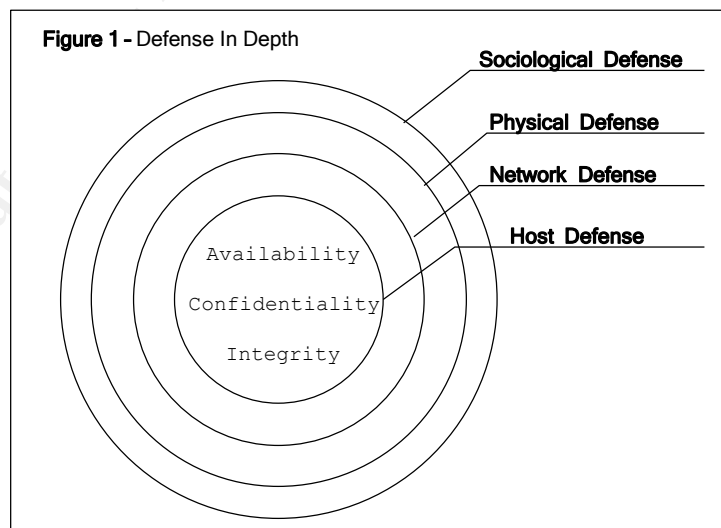 Figure 1 - Defense In Depth
Sociological Defense
Physical Defense
Network Defense
Host Defense
Availability
Confidentiality
Integrity